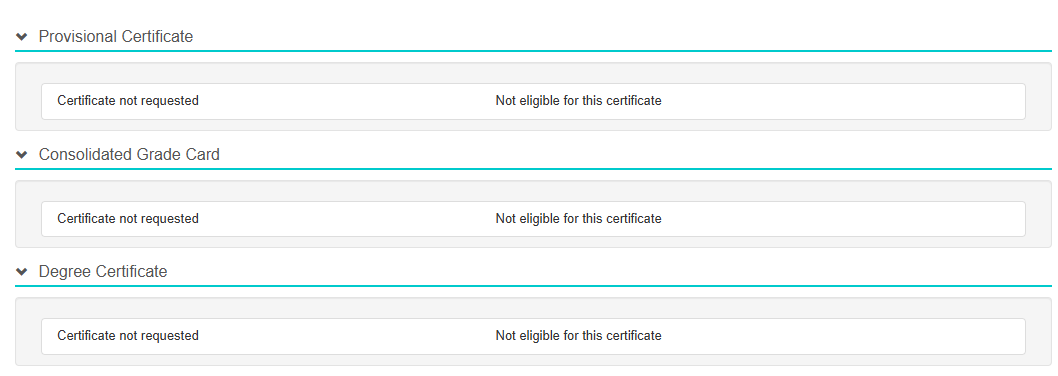 Provisional Certificate
Certificate not requested Not eligible for this certificate
Consolidated Grade Card
Certificate not requested Not eligible for this certificate
Degree Certificate
Certificate not requested Not eligible for this certificate